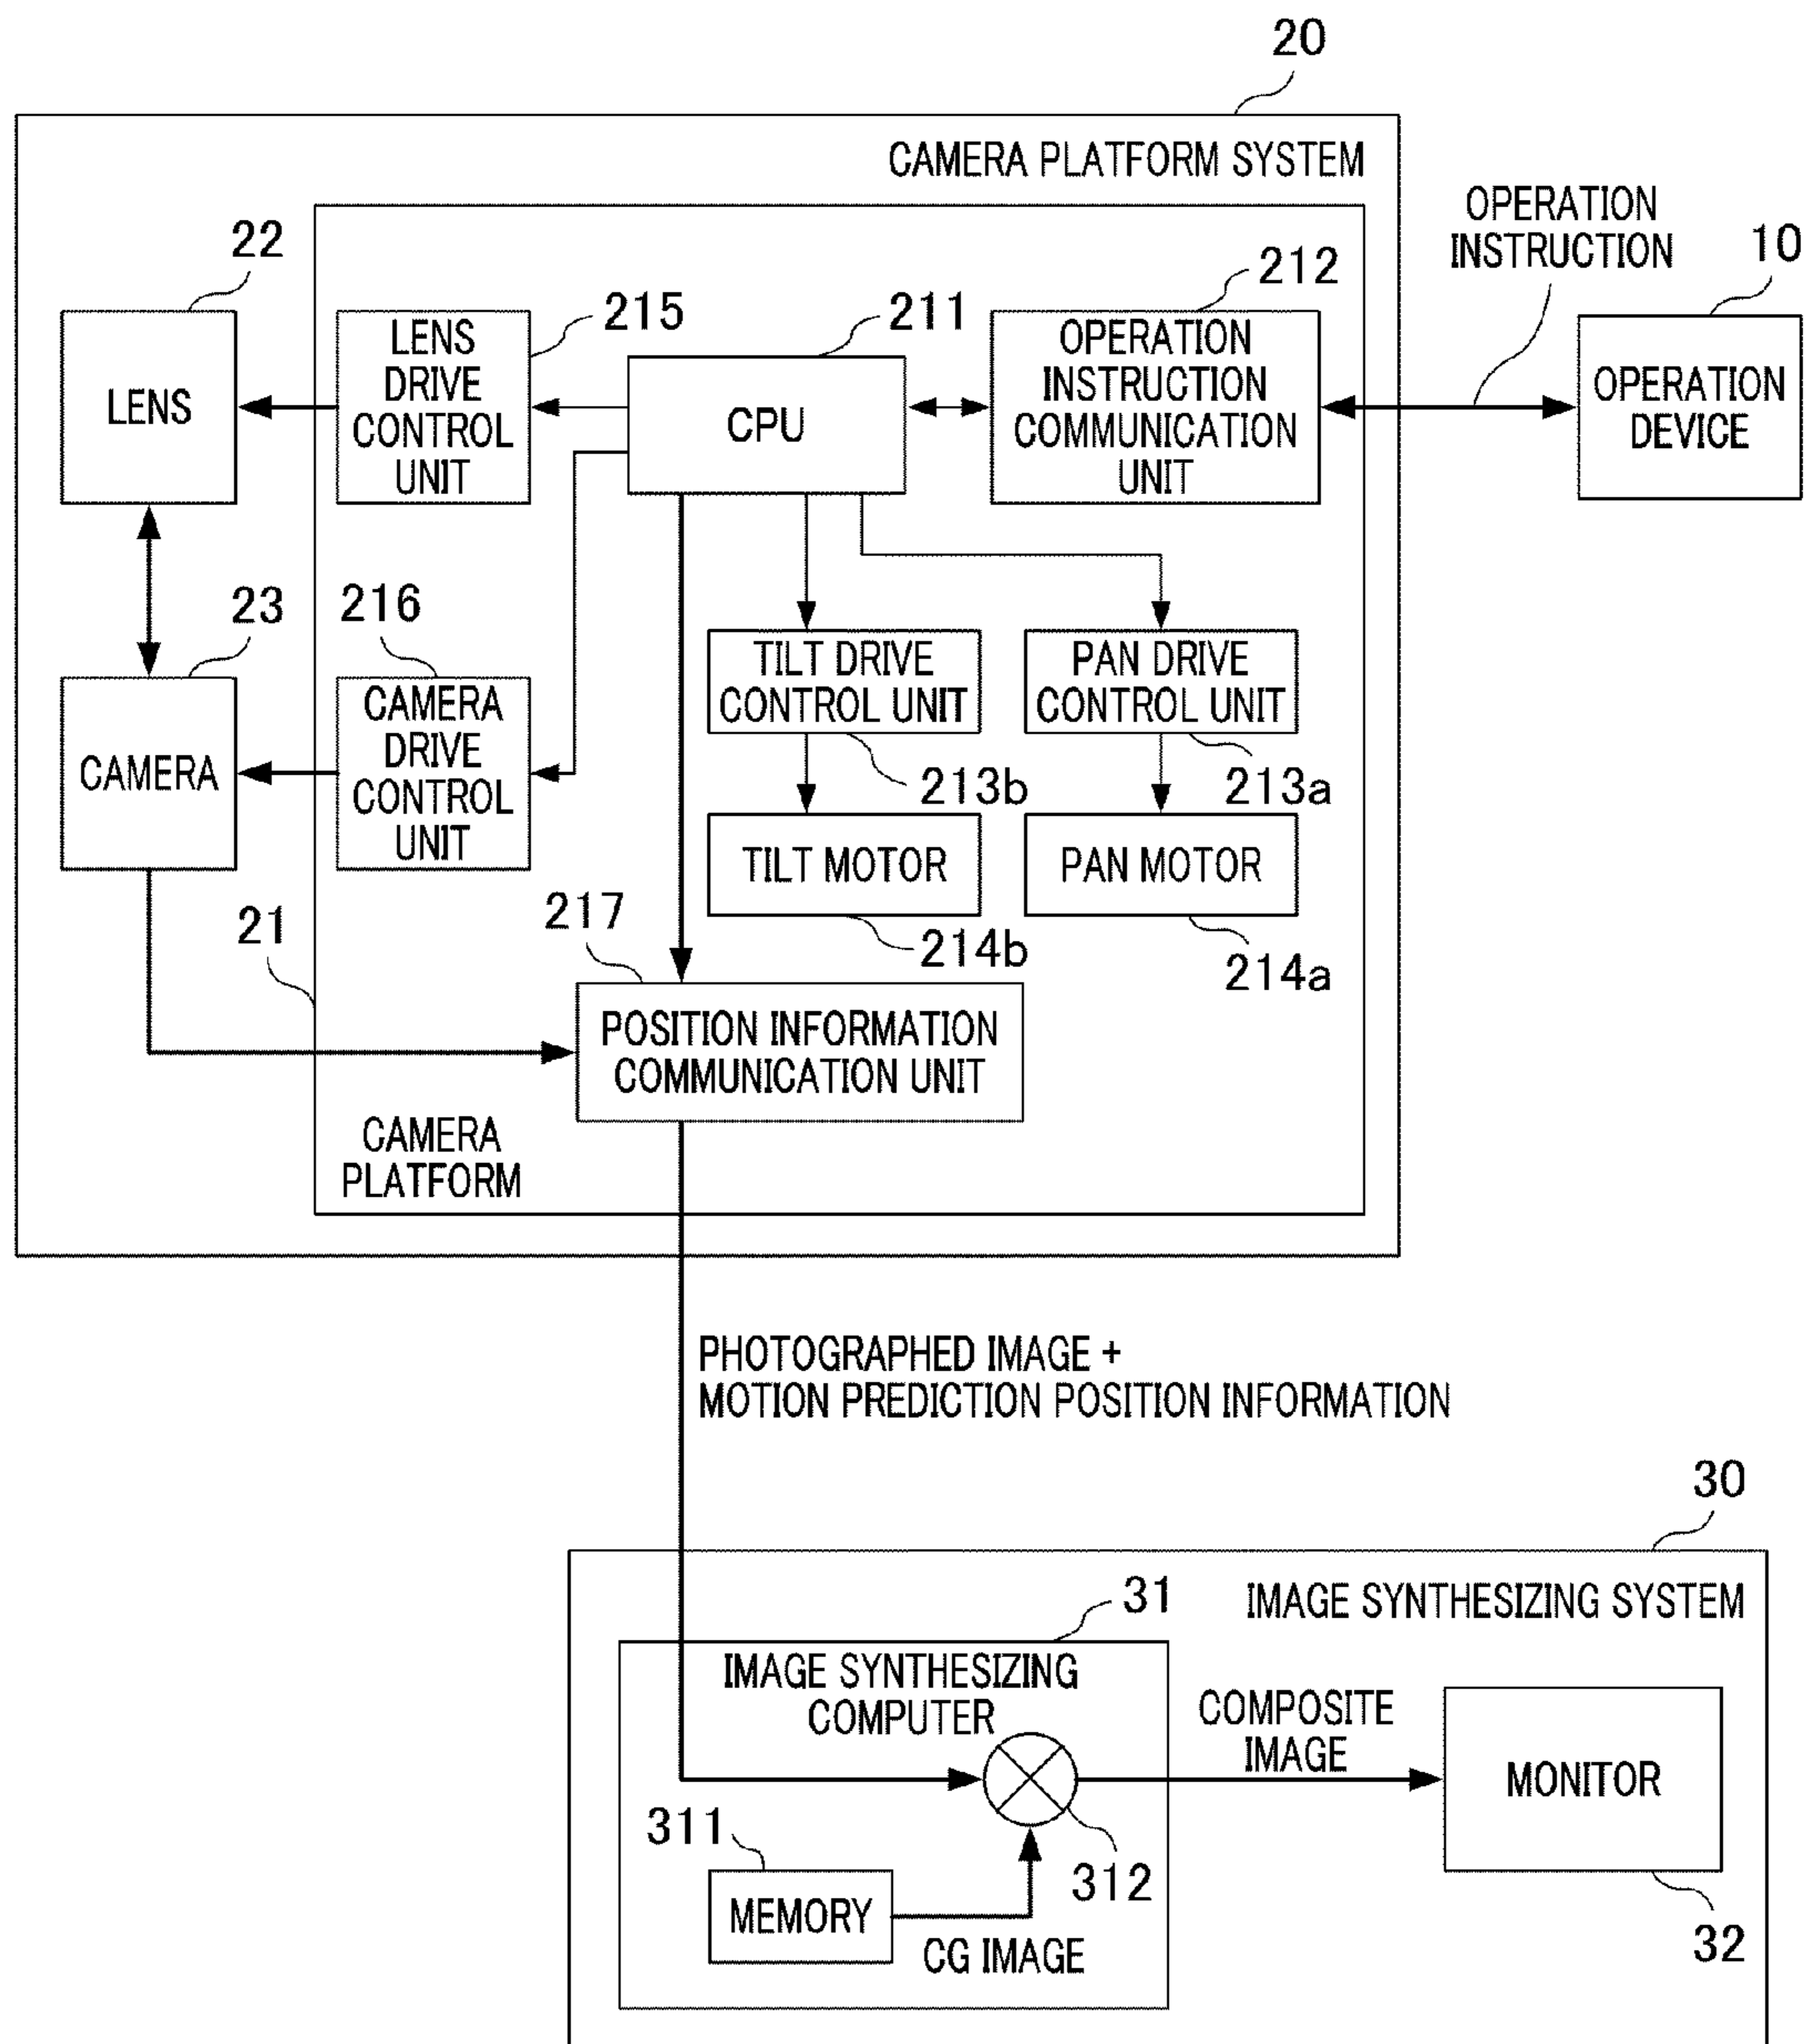 20
CAMERA PLATFORM SYSTEM
OPERATION
INSTRUCTION
10
22
212
215
211
LENS
LENS
DRIVE
CONTROL
UNIT
CPU
OPERATION
INSTRUCTION
COMMUNICATION
UNIT
OPERATION
DEVICE
23
216
TILT DRIVE
CONTROL UNIT
PAN DRIVE
CONTROL UNIT
CAMERA
CAMERA
DRIVE
CONTROL
UNIT
213b
213a
TILT MOTOR
PAN MOTOR
21
217
214b
214a
POSITION INFORMATION
COMMUNICATION UNIT
CAMERA
PLATFORM
PHOTOGRAPHED IMAGE +
MOTION PREDICTION POSITION INFORMATION
30
31
IMAGE SYNTHESIZING SYSTEM
IMAGE SYNTHESIZING
COMPUTER
COMPOSITE
IMAGE
MONITOR
311
312
MEMORY
CG IMAGE
32